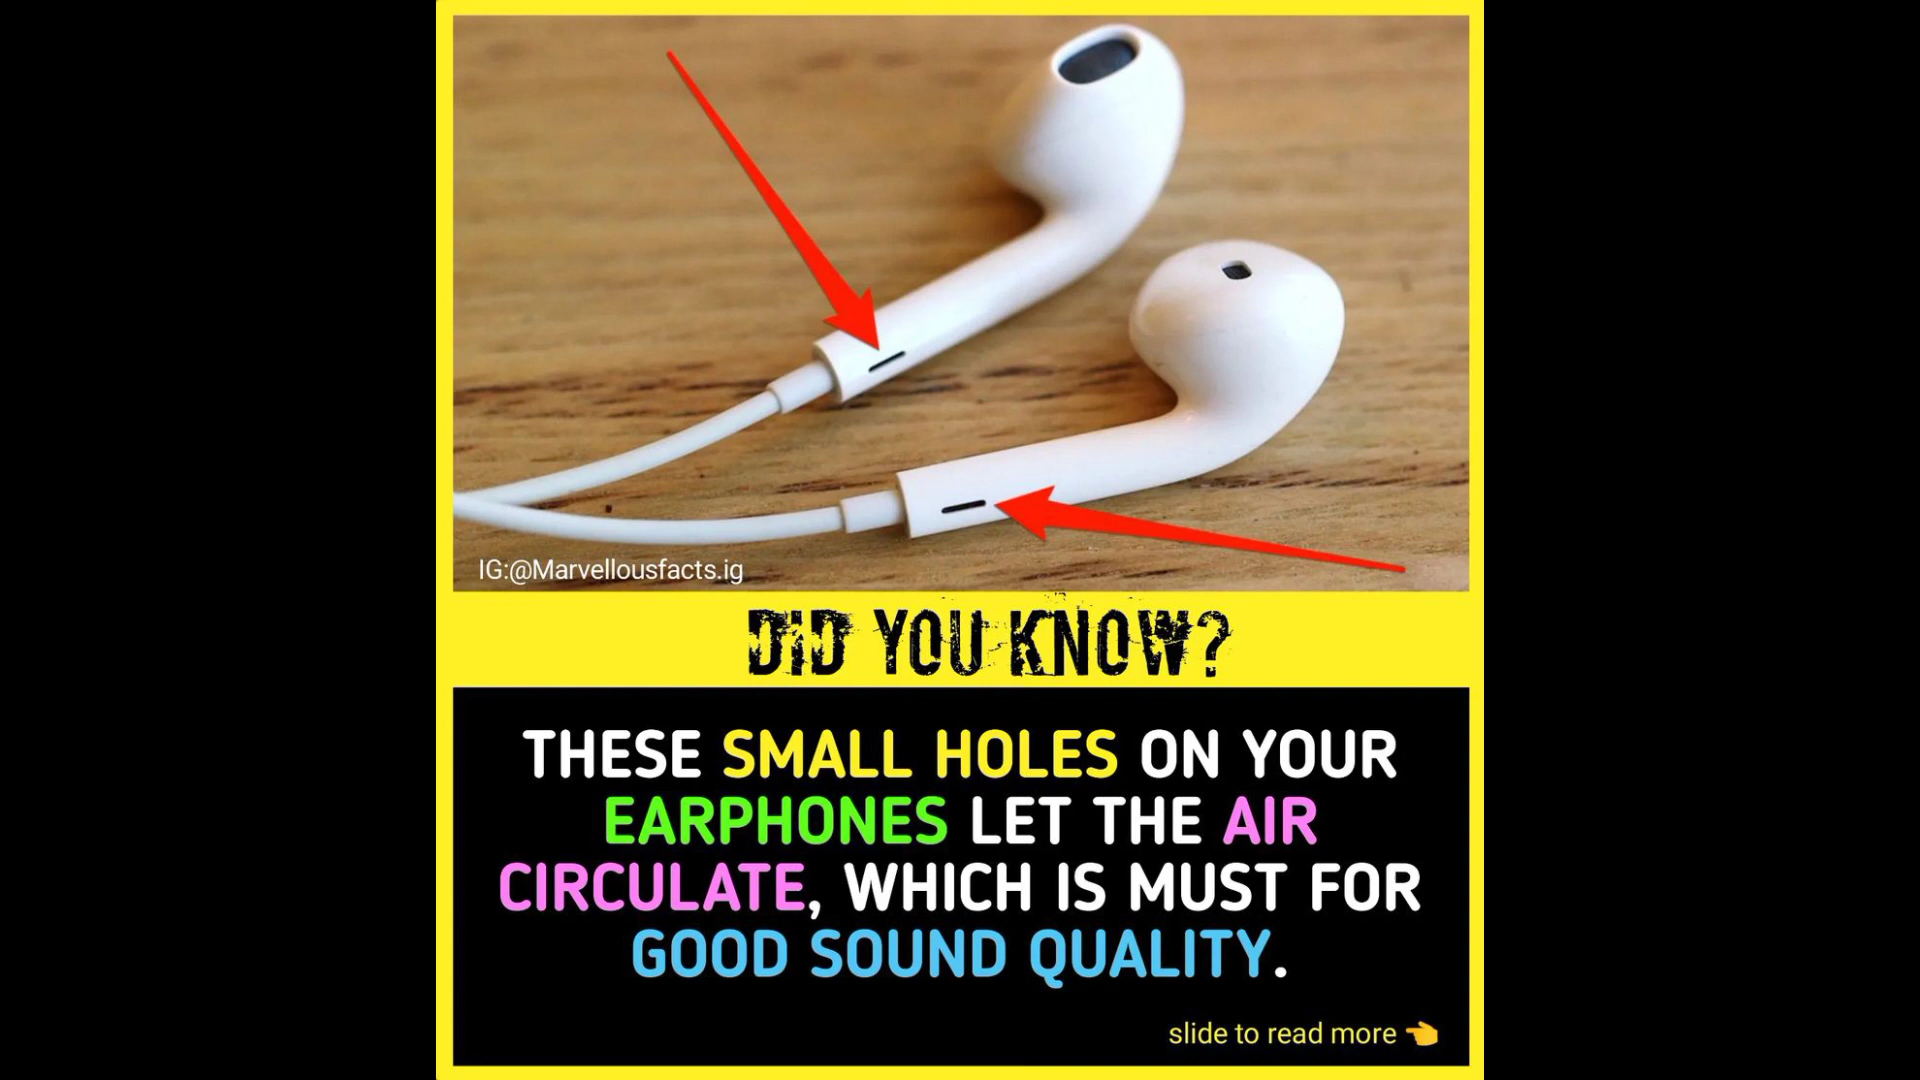 IG:@Marvellousfacts.ig
DID YOU KNOW?
THESE SMALL HOLES ON YOUR
EARPHONES LET THE AIR
CIRCULATE, WHICH IS MUST FOR
GOOD SOUND QUALITY.
slide to read more 👈